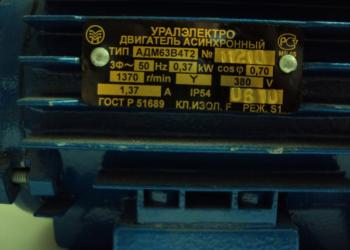 УРАЛЭЛЕКТРО
ДВИГАТЕЛЬ АСИНХРОННЫЙ
ТИП АДМ63В4Т2 №
3Ф~ 50 Hz 0,37 kW cos φ 0,70
1370 r/min Y 380 V
1,37 A IP54
ГОСТ Р 51689 КЛ.ИЗОЛ. F РЕЖ. S1